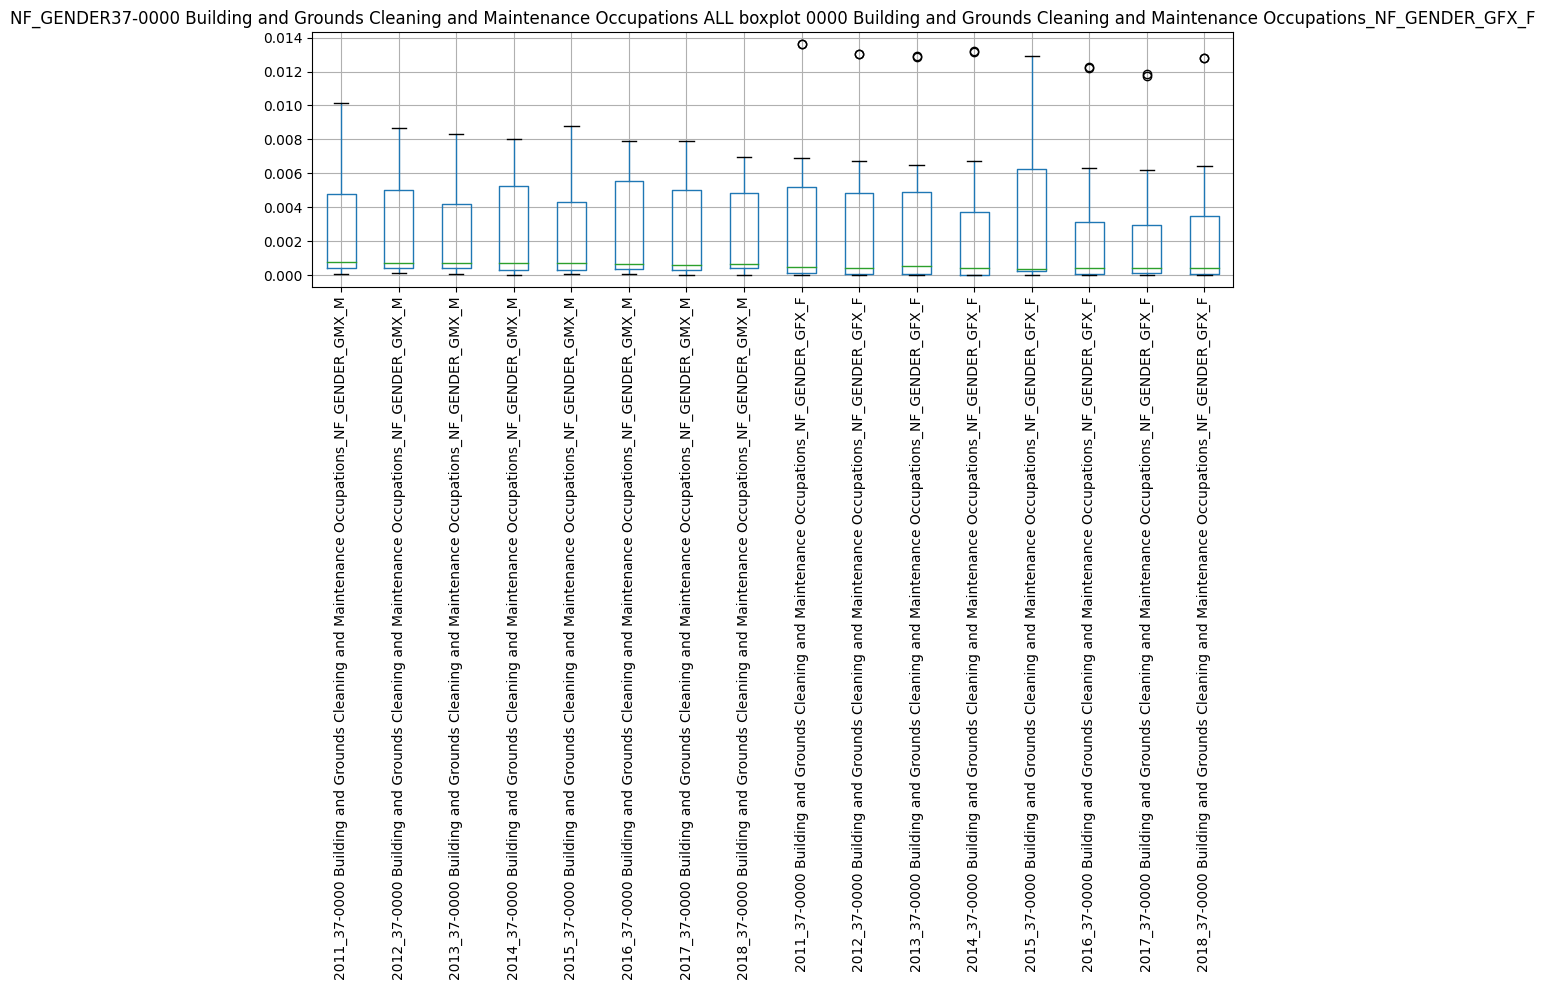 NF_GENDER37-0000 Building and Grounds Cleaning and Maintenance Occupations ALL boxplot 0000 Building and Grounds Cleaning and Maintenance Occupations_NF_GENDER_GFX_F
0.014
0.012
0.010
0.008
0.006
0.004
0.002
0.000
2011_37-0000 Building and Grounds Cleaning and Maintenance Occupations_NF_GENDER_GMX_M
2012_37-0000 Building and Grounds Cleaning and Maintenance Occupations_NF_GENDER_GMX_M
2013_37-0000 Building and Grounds Cleaning and Maintenance Occupations_NF_GENDER_GMX_M
2014_37-0000 Building and Grounds Cleaning and Maintenance Occupations_NF_GENDER_GMX_M
2015_37-0000 Building and Grounds Cleaning and Maintenance Occupations_NF_GENDER_GMX_M
2016_37-0000 Building and Grounds Cleaning and Maintenance Occupations_NF_GENDER_GMX_M
2017_37-0000 Building and Grounds Cleaning and Maintenance Occupations_NF_GENDER_GMX_M
2018_37-0000 Building and Grounds Cleaning and Maintenance Occupations_NF_GENDER_GMX_M
2011_37-0000 Building and Grounds Cleaning and Maintenance Occupations_NF_GENDER_GFX_F
2012_37-0000 Building and Grounds Cleaning and Maintenance Occupations_NF_GENDER_GFX_F
2013_37-0000 Building and Grounds Cleaning and Maintenance Occupations_NF_GENDER_GFX_F
2014_37-0000 Building and Grounds Cleaning and Maintenance Occupations_NF_GENDER_GFX_F
2015_37-0000 Building and Grounds Cleaning and Maintenance Occupations_NF_GENDER_GFX_F
2016_37-0000 Building and Grounds Cleaning and Maintenance Occupations_NF_GENDER_GFX_F
2017_37-0000 Building and Grounds Cleaning and Maintenance Occupations_NF_GENDER_GFX_F
2018_37-0000 Building and Grounds Cleaning and Maintenance Occupations_NF_GENDER_GFX_F